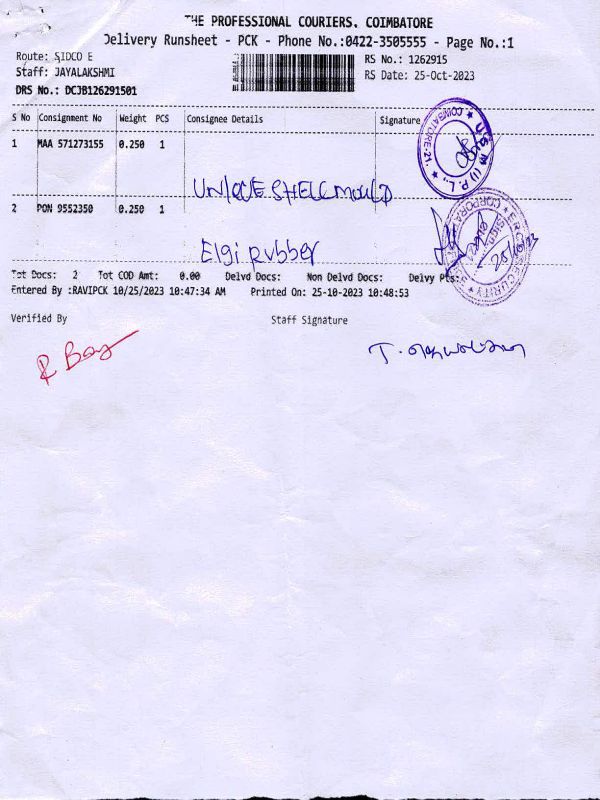 THE PROFESSIONAL COURIERS, COIMBATORE
Delivery Runsheet - PCK - Phone No.:0422-3505555 - Page No.:1
Route: SIDCO E
Staff: JAYALAKSHMI
DRS No.: DCJB126291501
RS No.: 1262915
RS Date: 25-Oct-2023
S No Consignment No Weight PCS Consignee Details Signature
1 MAA 571273155 0.250 1
UNIQUE SHELL MOULD
COIMBATORE-21.
2 PON 9552350 0.250 1
Elgi Rubber
SECURITY
Tot Docs: 2 Tot COD Amt: 0.00 Delvd Docs: Non Delvd Docs: Delvy Pts:
Entered By :RAVIPCK 10/25/2023 10:47:34 AM Printed On: 25-10-2023 10:48:53
Verified By Staff Signature